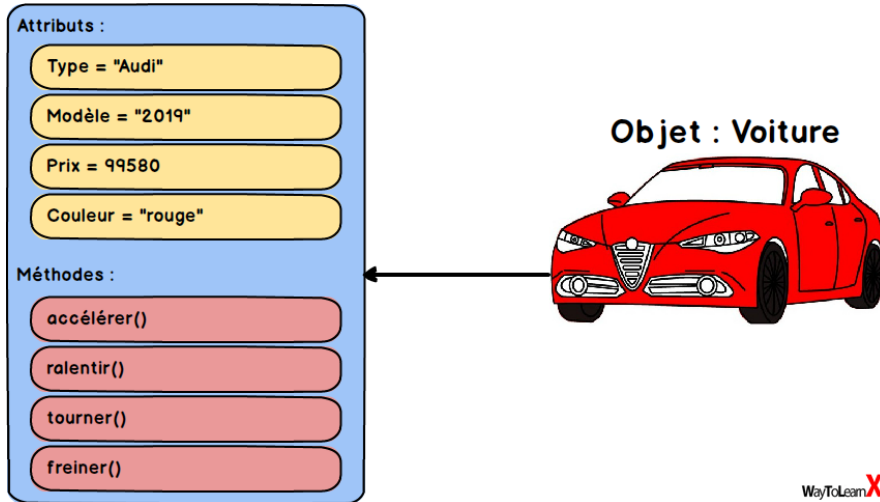 Attributs :
Type = "Audi"
Modèle = "2019"
Prix = 99580
Couleur = "rouge"
Méthodes :
accélérer()
ralentir()
tourner()
freiner()
Objet : Voiture
WayToLearnX